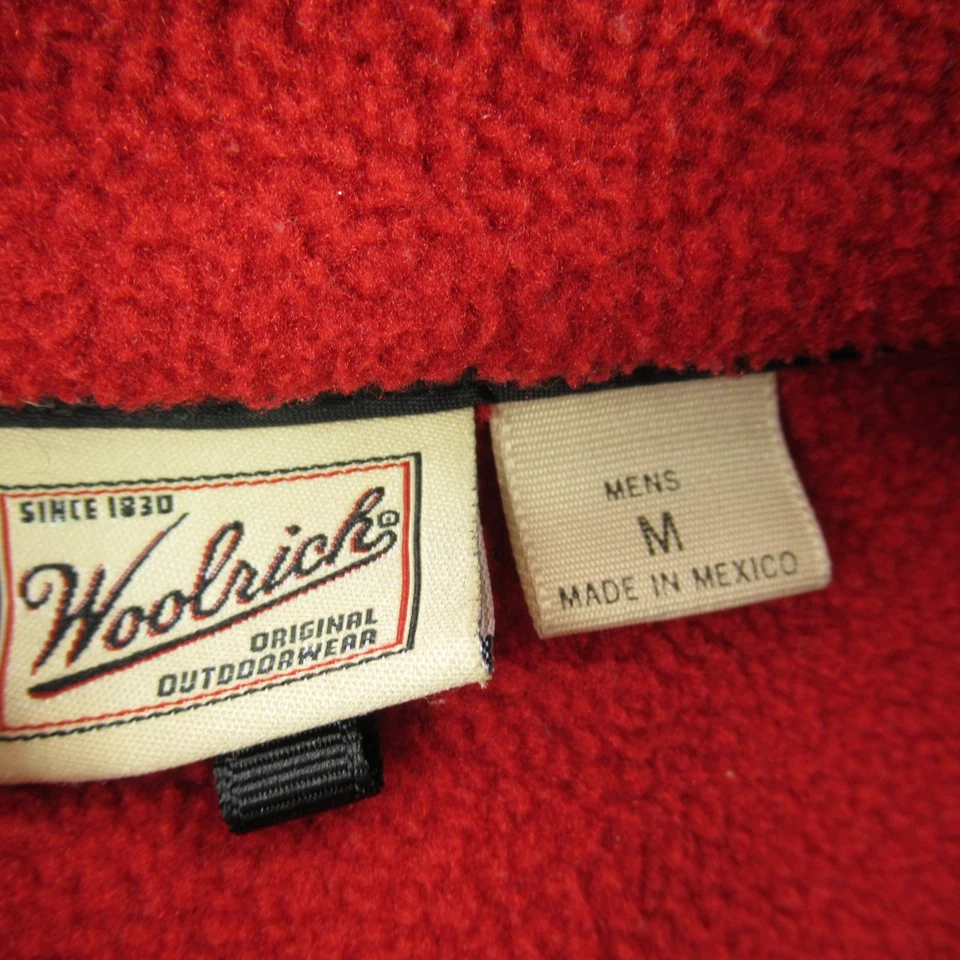 SINCE 1830
Woolrich®
ORIGINAL
OUTDOORWEAR
MENS
M
MADE IN MEXICO